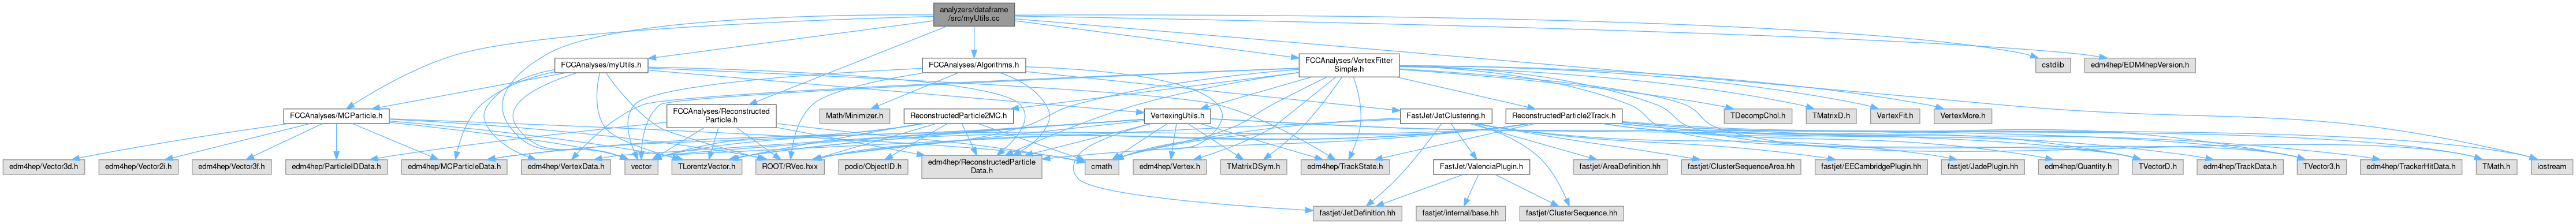 analyzers/dataframe
/src/myUtils.cc
FCCAnalyses/myUtils.h
FCCAnalyses/Algorithms.h
FCCAnalyses/VertexFitter
Simple.h
cstdlib
edm4hep/EDM4hepVersion.h
FCCAnalyses/MCParticle.h
FCCAnalyses/Reconstructed
Particle.h
Math/Minimizer.h
ReconstructedParticle2MC.h
VertexingUtils.h
FastJet/JetClustering.h
ReconstructedParticle2Track.h
TDecompChol.h
TMatrixD.h
VertexFit.h
VertexMore.h
edm4hep/Vector3d.h
edm4hep/Vector2i.h
edm4hep/Vector3f.h
edm4hep/ParticleIDData.h
edm4hep/MCParticleData.h
edm4hep/VertexData.h
vector
TLorentzVector.h
ROOT/RVec.hxx
podio/ObjectID.h
edm4hep/ReconstructedParticle
Data.h
cmath
edm4hep/Vertex.h
TMatrixDSym.h
edm4hep/TrackState.h
FastJet/ValenciaPlugin.h
fastjet/AreaDefinition.hh
fastjet/ClusterSequenceArea.hh
fastjet/EECambridgePlugin.hh
fastjet/JadePlugin.hh
edm4hep/Quantity.h
TVectorD.h
edm4hep/TrackData.h
TVector3.h
edm4hep/TrackerHitData.h
TMath.h
iostream
fastjet/JetDefinition.hh
fastjet/internal/base.hh
fastjet/ClusterSequence.hh